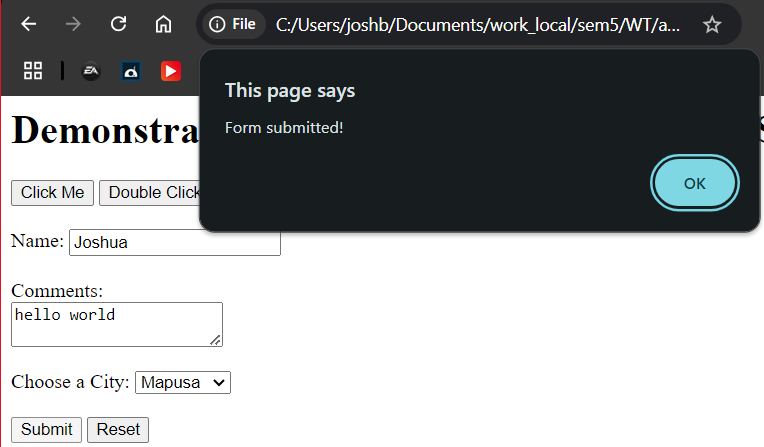 File C:/Users/joshb/Documents/work_local/sem5/WT/a...
EA
This page says
Form submitted!
OK
Click Me Double Click
Name: Joshua
Comments:
hello world
Choose a City: Mapusa
Submit Reset